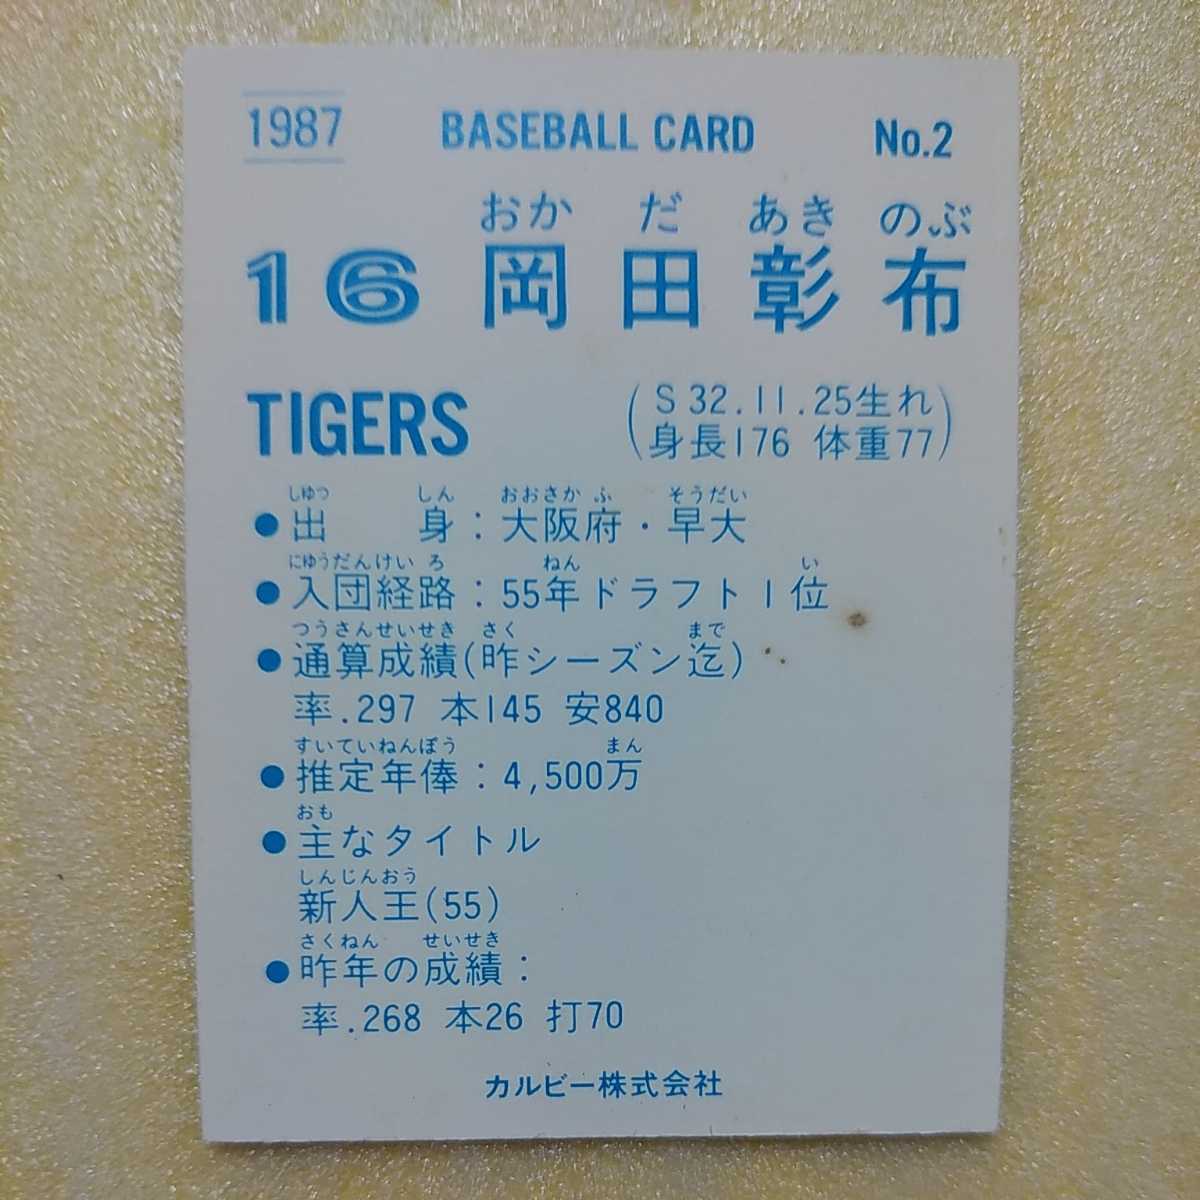 1987 BASEBALL CARD No.2
おか だ あき のぶ
16 岡田彰布
TIGERS
(S32.11.25生れ
身長176 体重77)
しゆつ しん おおさか ふ そうだい
●出 身:大阪府・早大
にゆうだんけい ろ ねん い
●入団経路:55年ドラフト1位
つうさんせいせき さく まで
●通算成績(昨シーズン迄)
率.297 本145 安840
すいていねんぽう まん
●推定年俸:4,500万
おも
●主なタイトル
しんじんおう
新人王(55)
さくねん せいせき
●昨年の成績:
率.268 本26 打70
カルビー株式会社